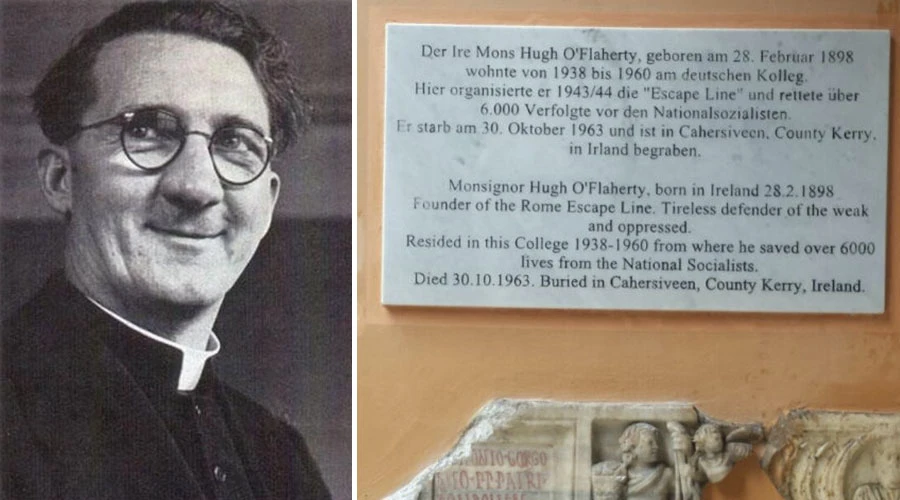 Der Ire Mons Hugh O'Flaherty, geboren am 28. Februar 1898
wohnte von 1938 bis 1960 am deutschen Kolleg.
Hier organisierte er 1943/44 die "Escape Line" und rettete über
6.000 Verfolgte vor den Nationalsozialisten.
Er starb am 30. Oktober 1963 und ist in Cahersiveen, County Kerry,
in Irland begraben.
Monsignor Hugh O'Flaherty, born in Ireland 28.2.1898
Founder of the Rome Escape Line. Tireless defender of the weak
and oppressed.
Resided in this College 1938-1960 from where he saved over 6000
lives from the National Socialists.
Died 30.10.1963. Buried in Cahersiveen, County Kerry, Ireland.